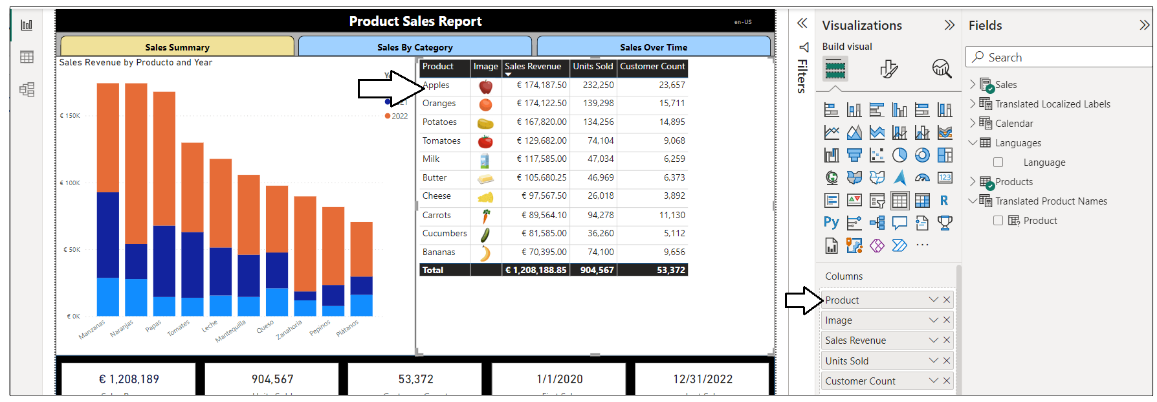 Product Sales Report
en-US
Sales Summary
Sales By Category
Sales Over Time
Sales Revenue by Producto and Year
2022
€ 150K
€ 100K
€ 50K
€ 0K
Manzanas
Naranjas
Papas
Tomates
Leche
Mantequilla
Queso
Zanahoria
Pepinos
Plátanos
Product Image Sales Revenue Units Sold Customer Count
Apples € 174,187.50 232,250 23,657
Oranges € 174,122.50 139,298 15,711
Potatoes € 167,820.00 134,256 14,895
Tomatoes € 129,682.00 74,104 9,068
Milk € 117,585.00 47,034 6,259
Butter € 105,680.25 46,969 6,373
Cheese € 97,567.50 26,018 3,892
Carrots € 89,564.10 94,278 11,130
Cucumbers € 81,585.00 36,260 5,112
Bananas € 70,395.00 74,100 9,656
Total € 1,208,188.85 904,567 53,372
€ 1,208,189
904,567
53,372
1/1/2020
12/31/2022
Filters
Visualizations
Build visual
123
R
Py
Columns
Product
Image
Sales Revenue
Units Sold
Customer Count
Fields
Search
Sales
Translated Localized Labels
Calendar
Languages
Language
Products
Translated Product Names
Product